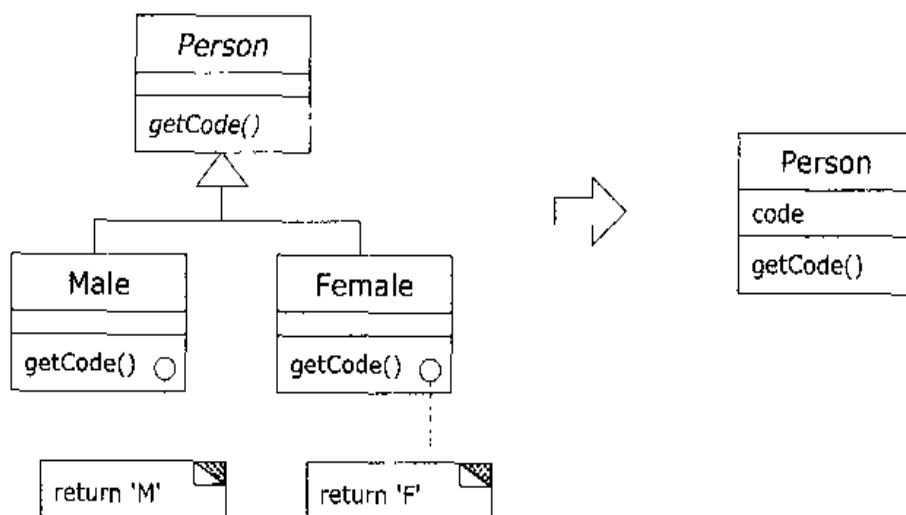 Person
getCode()
Male
getCode()
return 'M'
Female
getCode()
return 'F'
Person
code
getCode()